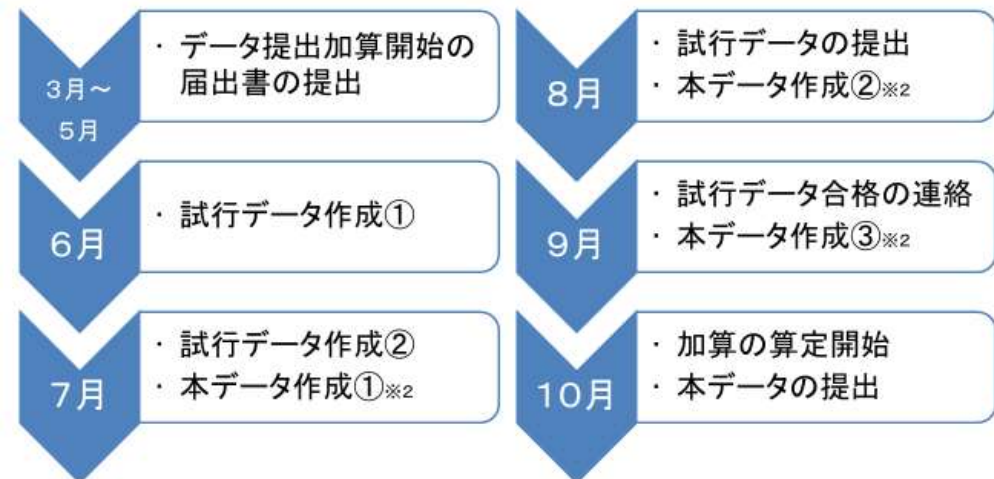 3月～
5月
・ データ提出加算開始の
届出書の提出
6月
・ 試行データ作成①
7月
・ 試行データ作成②
・ 本データ作成①※2
8月
・ 試行データの提出
・ 本データ作成②※2
9月
・ 試行データ合格の連絡
・ 本データ作成③※2
10月
・ 加算の算定開始
・ 本データの提出